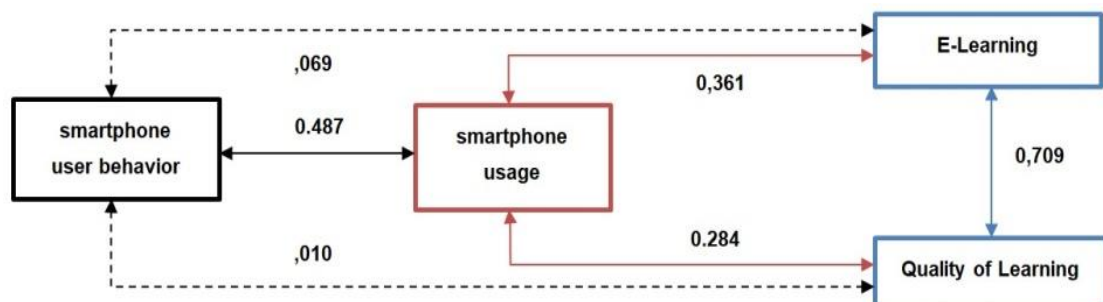 E-Learning
,069
0,361
smartphone
user behavior
0.487
smartphone
usage
0,709
,010
0.284
Quality of Learning